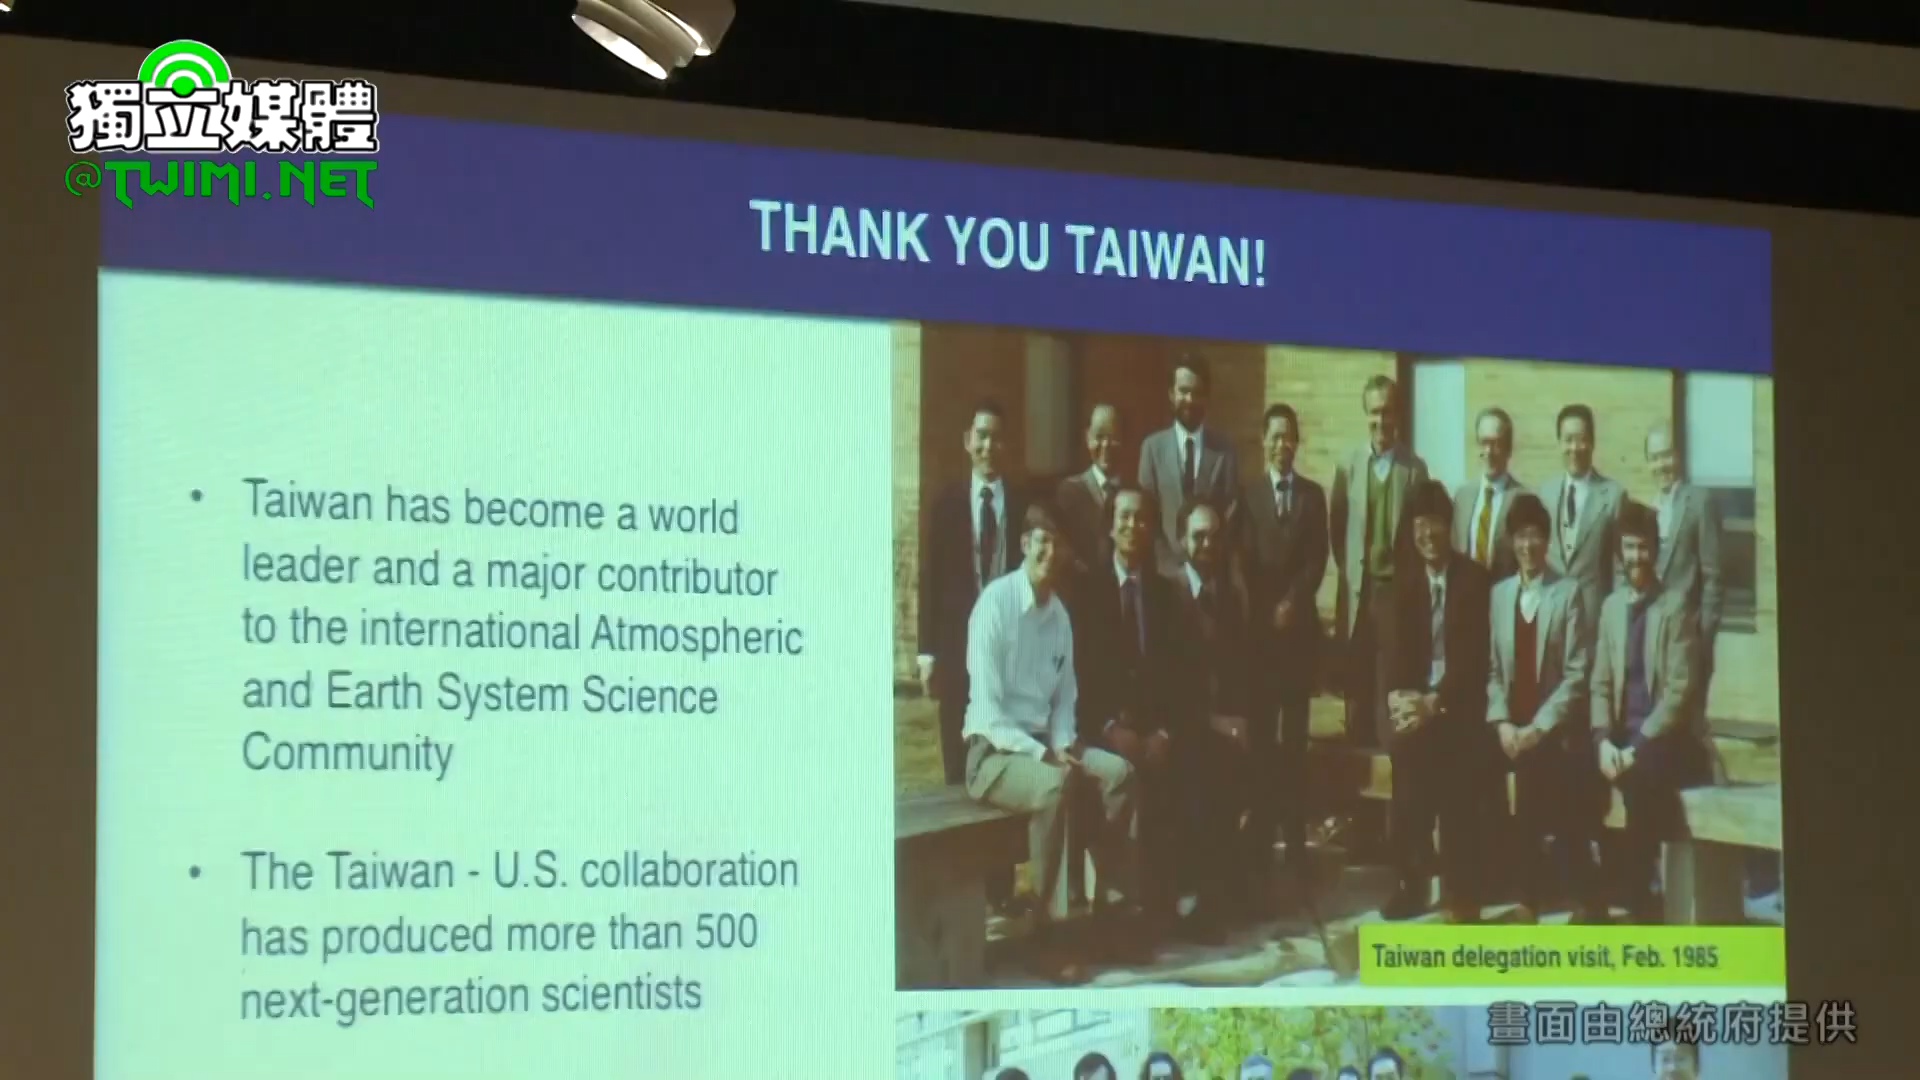 獨立媒體
@TWIMI.NET
THANK YOU TAIWAN!
• Taiwan has become a world
leader and a major contributor
to the international Atmospheric
and Earth System Science
Community
• The Taiwan - U.S. collaboration
has produced more than 500
next-generation scientists
Taiwan delegation visit, Feb. 1985
畫面由總統府提供